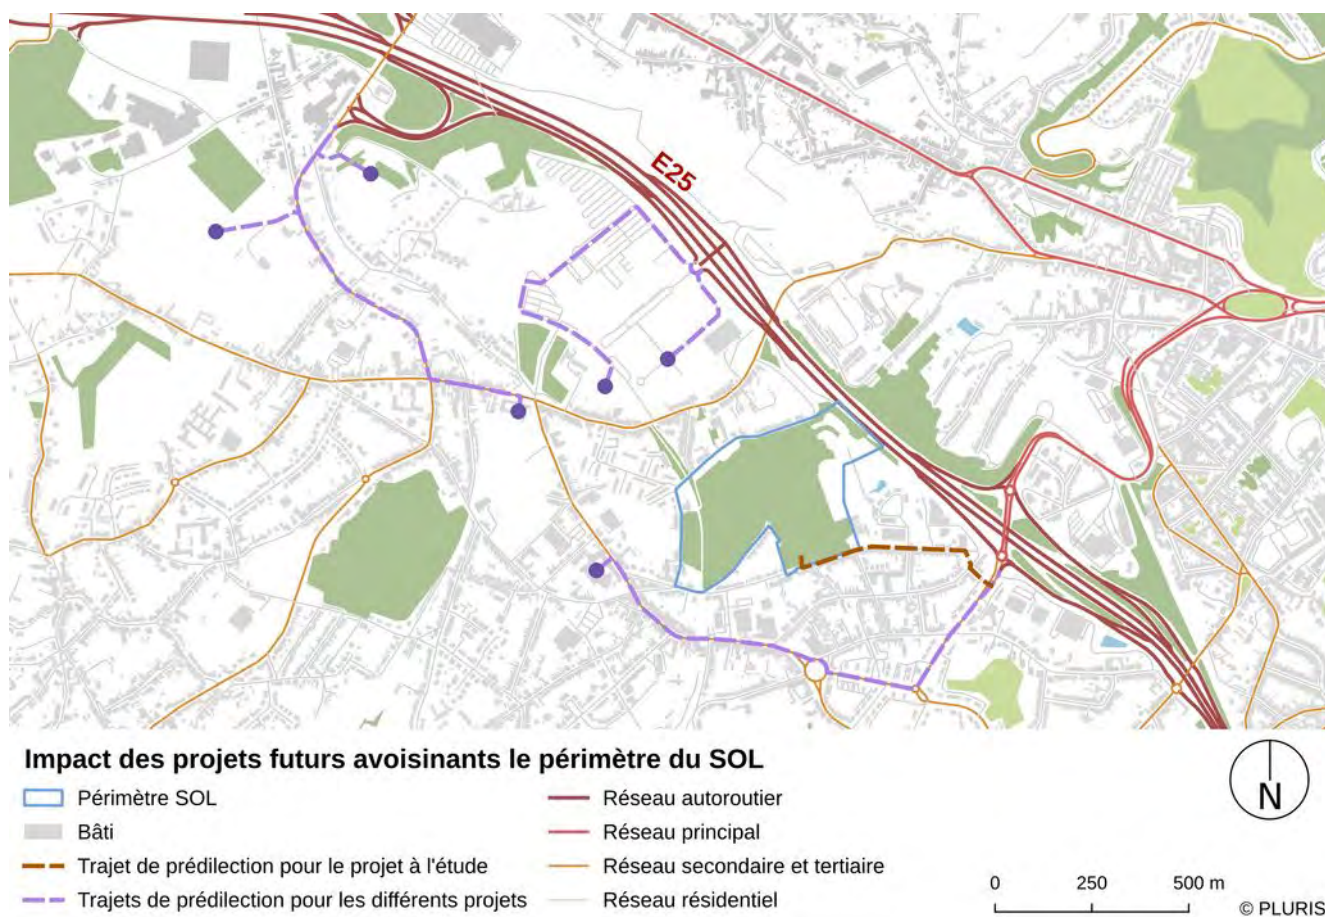 E25
Impact des projets futurs avoisinants le périmètre du SOL
Périmètre SOL
Bâti
Trajet de prédilection pour le projet à l'étude
Trajets de prédilection pour les différents projets
Réseau autoroutier
Réseau principal
Réseau secondaire et tertiaire
Réseau résidentiel
N
0 250 500 m
© PLURIS